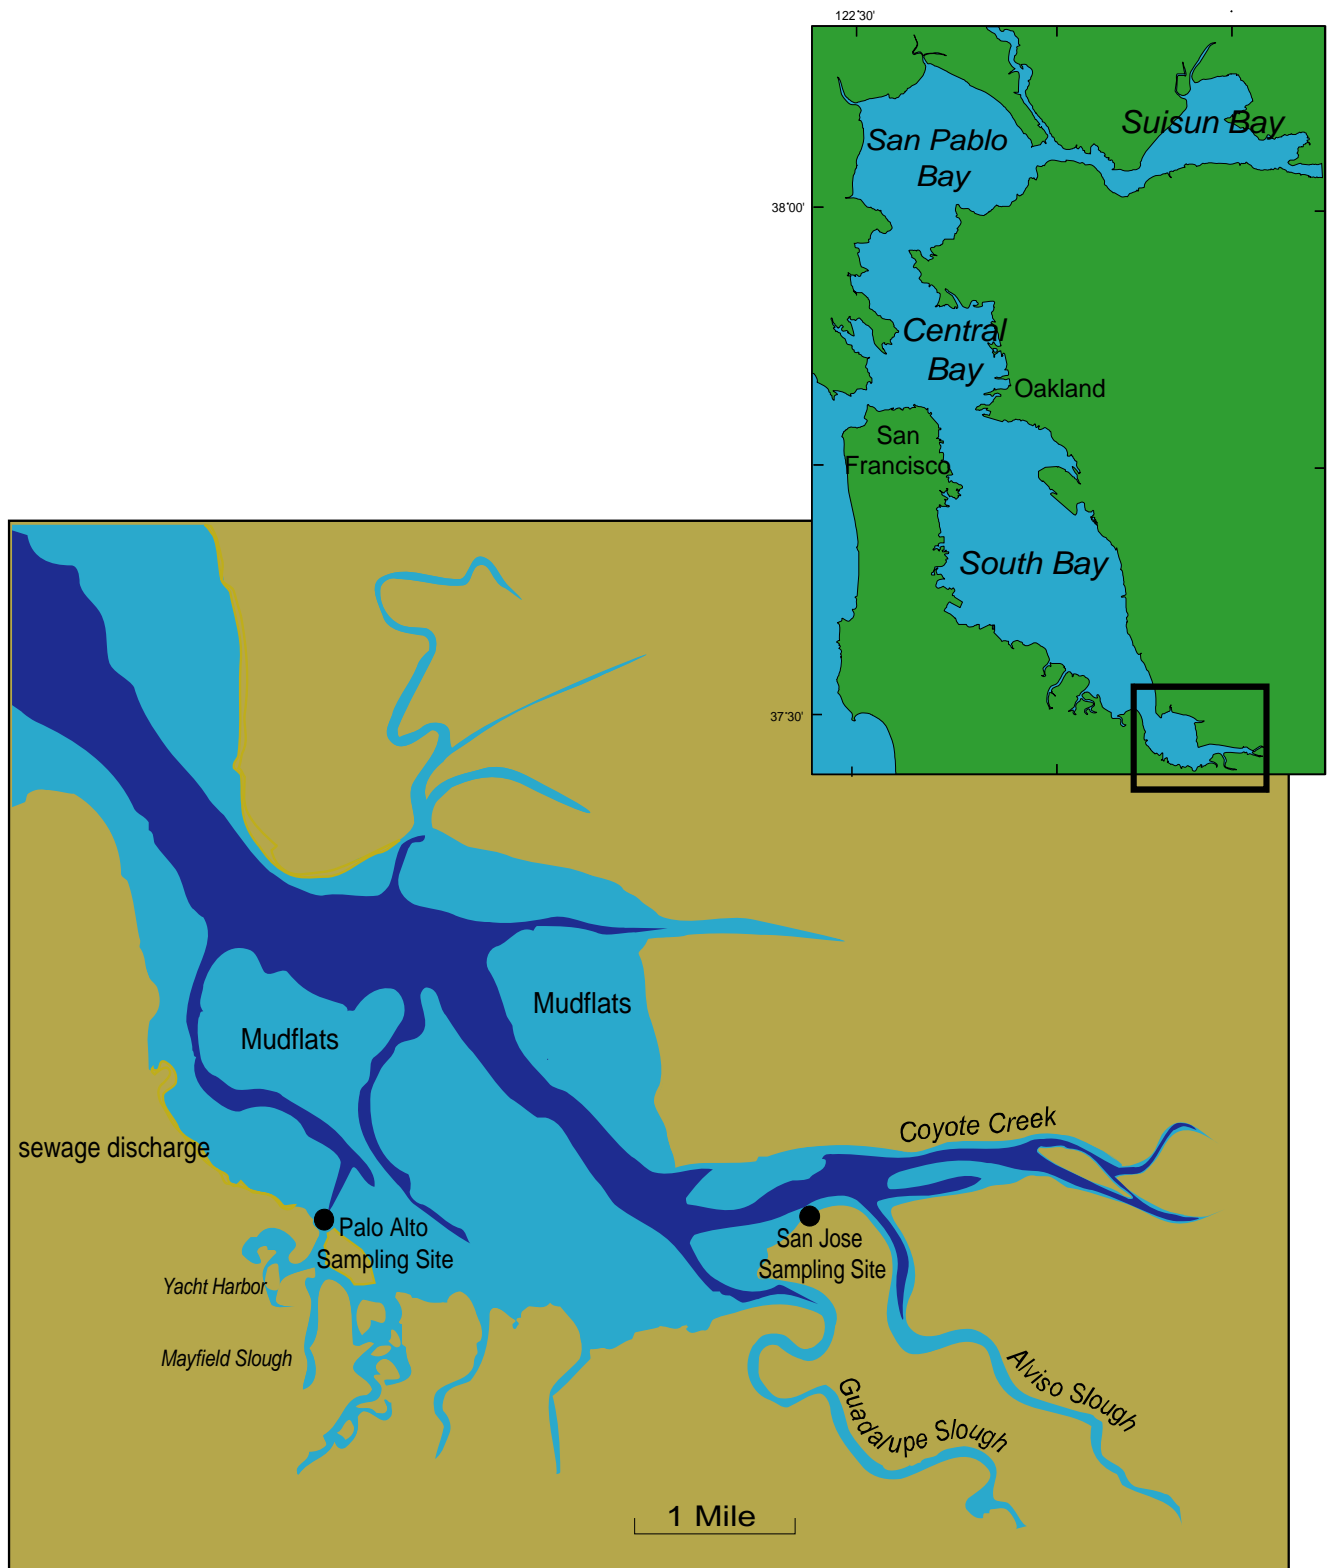 122°30'
San Pablo
Bay
Suisun Bay
38°00'
Central
Bay
Oakland
San
Francisco
South Bay
37°30'
Mudflats
Mudflats
sewage discharge
Coyote Creek
Palo Alto
Sampling Site
San Jose
Sampling Site
Yacht Harbor
Mayfield Slough
Alviso Slough
Guadalupe Slough
1 Mile